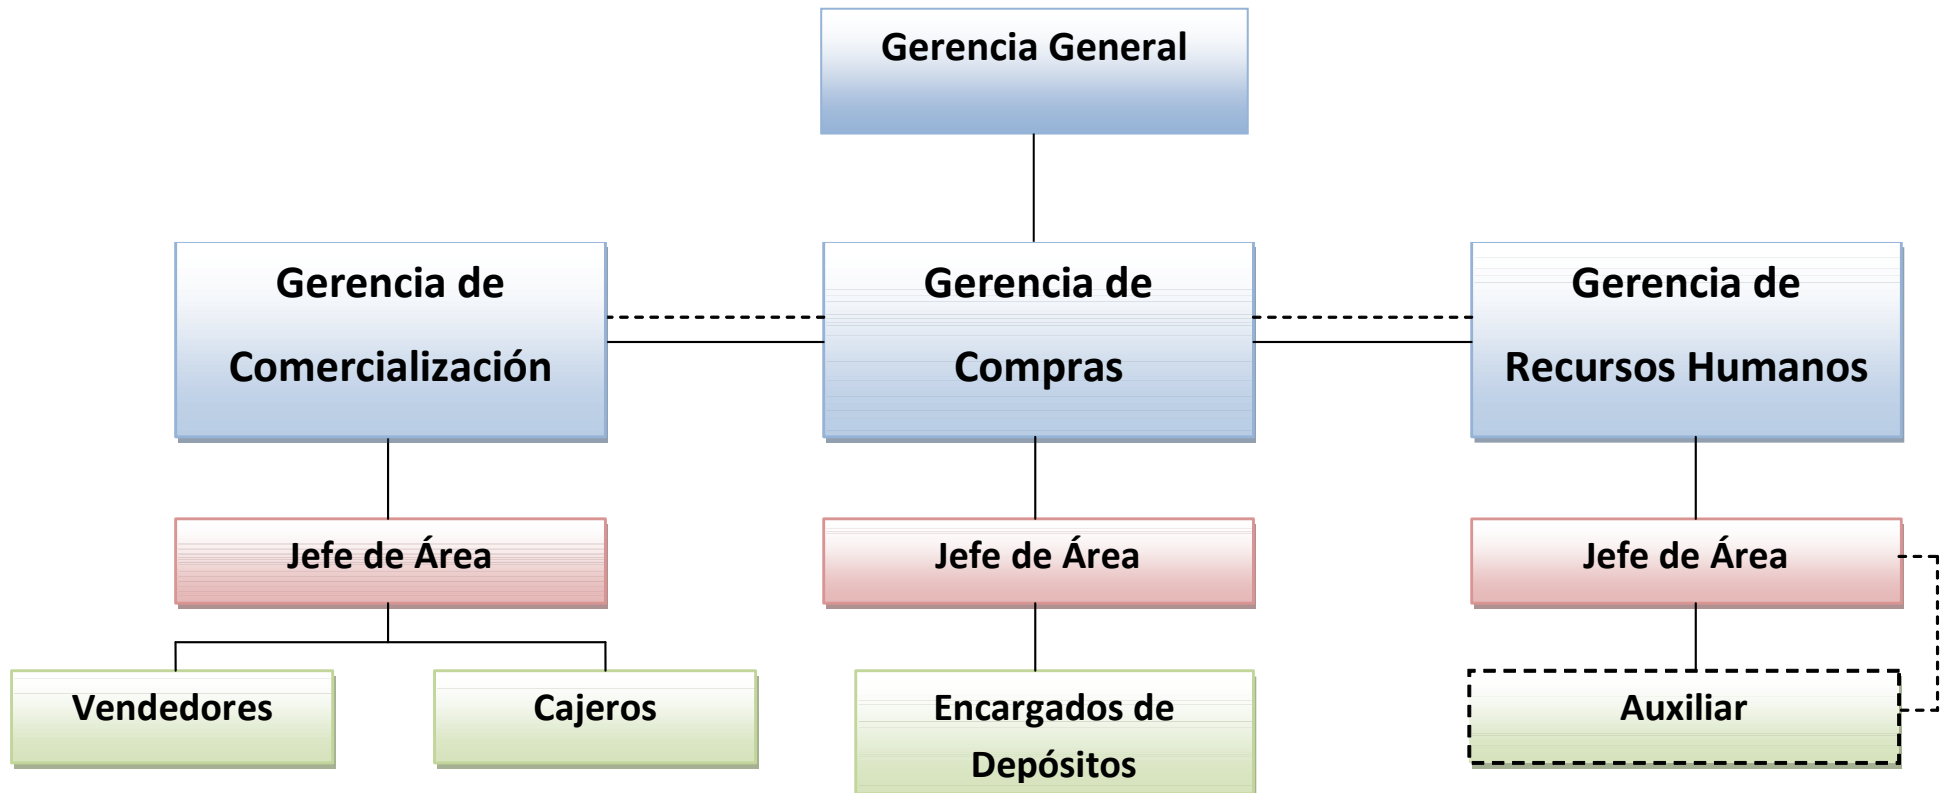 Gerencia General
Gerencia de
Comercialización
Gerencia de
Compras
Gerencia de
Recursos Humanos
Jefe de Área
Jefe de Área
Jefe de Área
Vendedores
Cajeros
Encargados de
Depósitos
Auxiliar